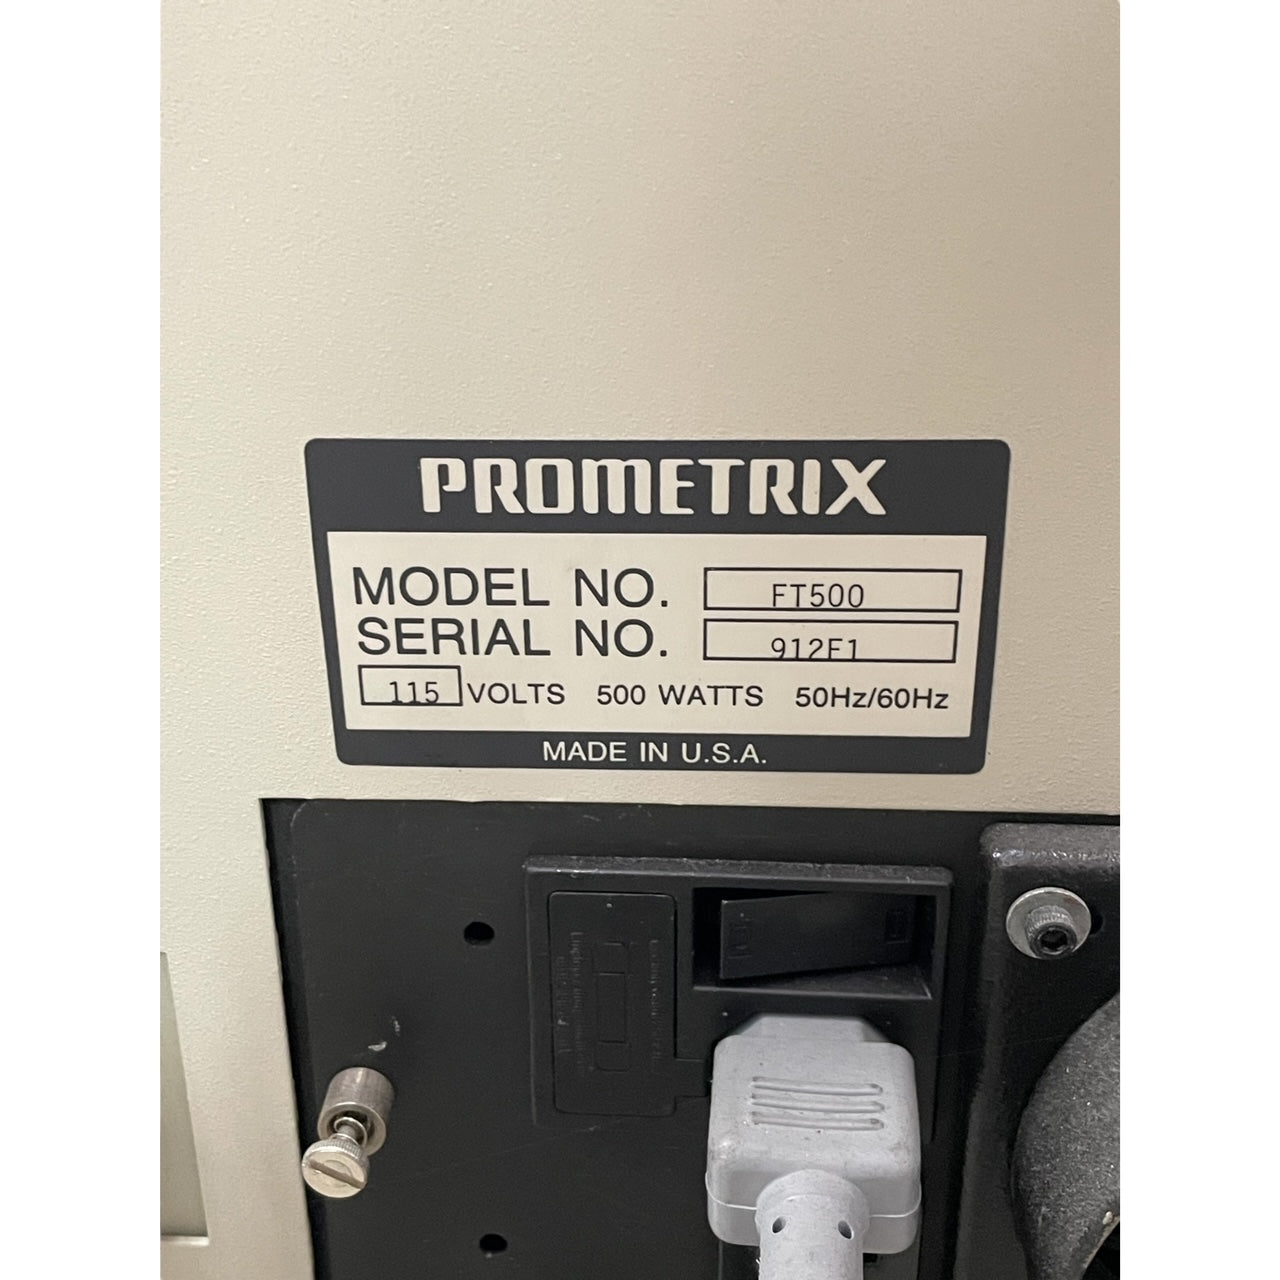 PROMETRIX
MODEL NO. FT500
SERIAL NO. 912F1
115 VOLTS 500 WATTS 50Hz/60Hz
MADE IN U.S.A.